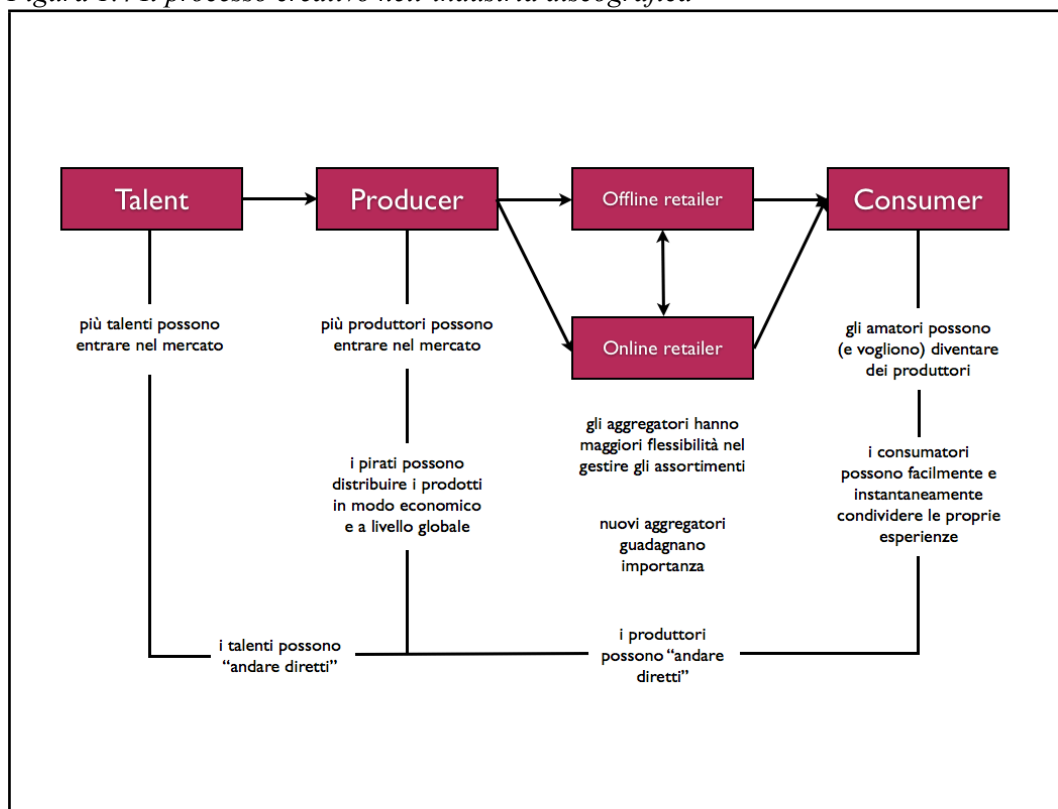 Talent
Producer
Offline retailer
Consumer
Online retailer
più talenti possono
entrare nel mercato
più produttori possono
entrare nel mercato
gli amatori possono
(e vogliono) diventare
dei produttori
gli aggregatori hanno
maggiori flessibilità nel
gestire gli assortimenti
i pirati possono
distribuire i prodotti
in modo economico
e a livello globale
i consumatori
possono facilmente e
instantaneamente
condividere le proprie
esperienze
nuovi aggregatori
guadagnano
importanza
i talenti possono
“andare diretti”
i produttori
possono “andare
diretti”